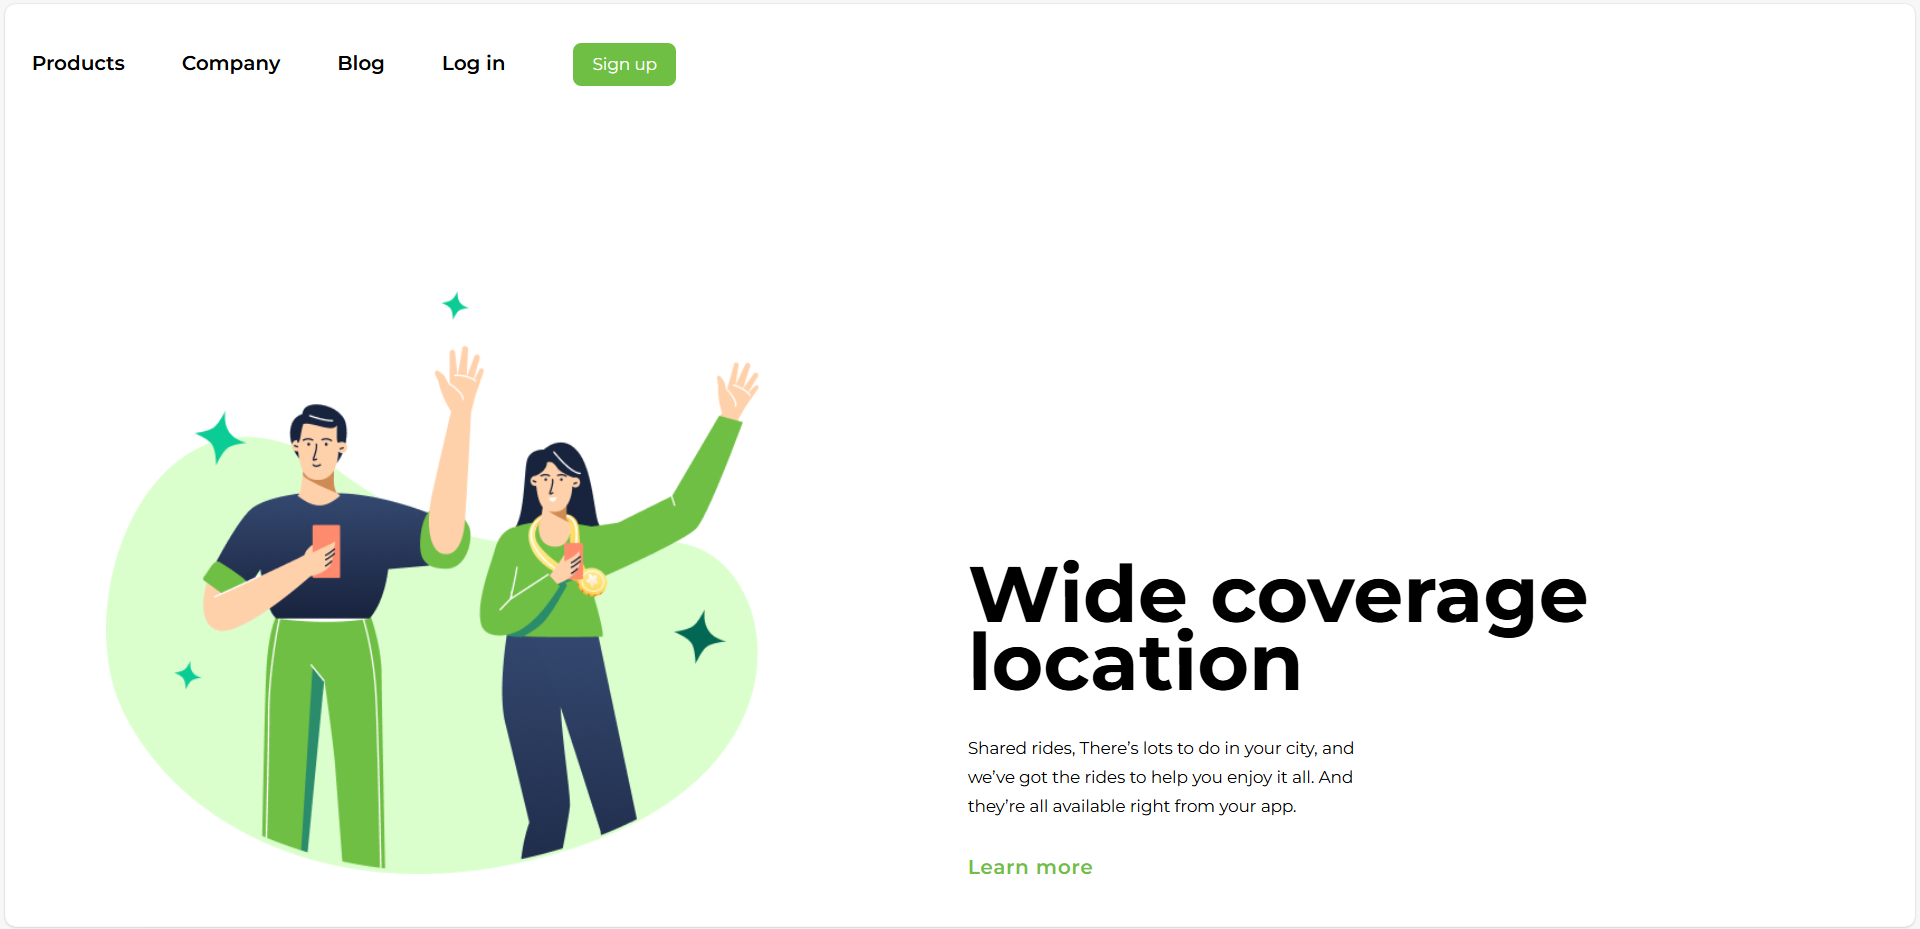 Products Company Blog Log in Sign up
Wide coverage
location
Shared rides, There’s lots to do in your city, and
we’ve got the rides to help you enjoy it all. And
they’re all available right from your app.
Learn more